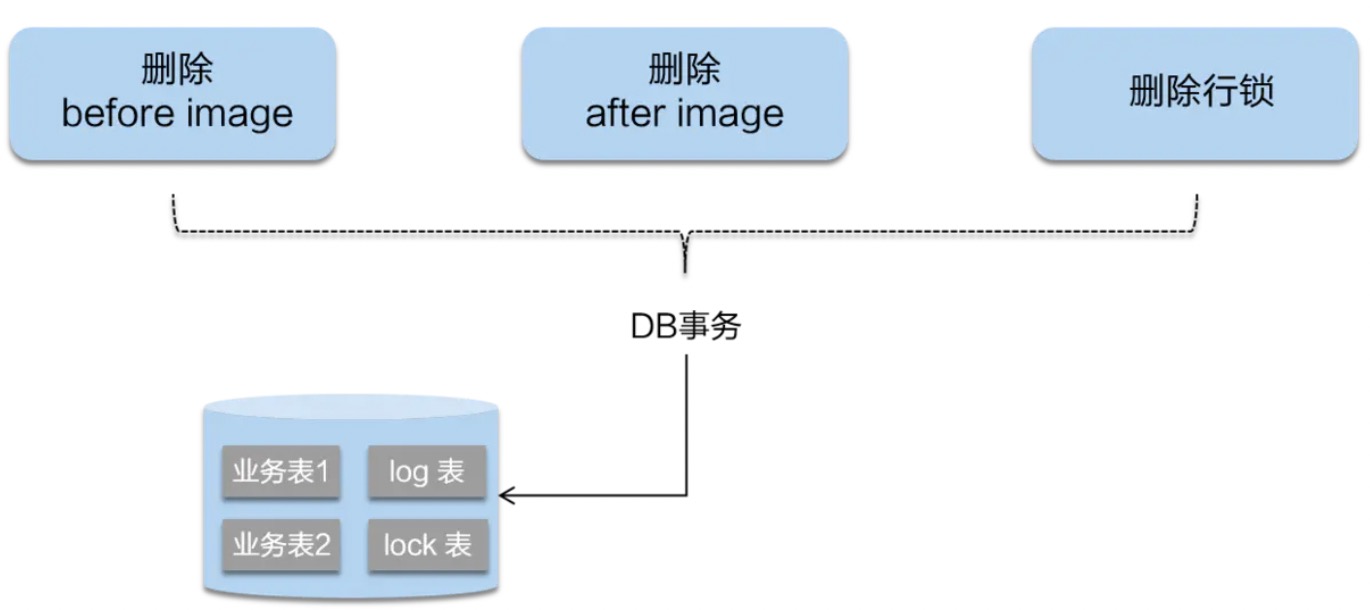 删除
before image
删除
after image
删除行锁
DB事务
业务表1
log 表
业务表2
lock 表